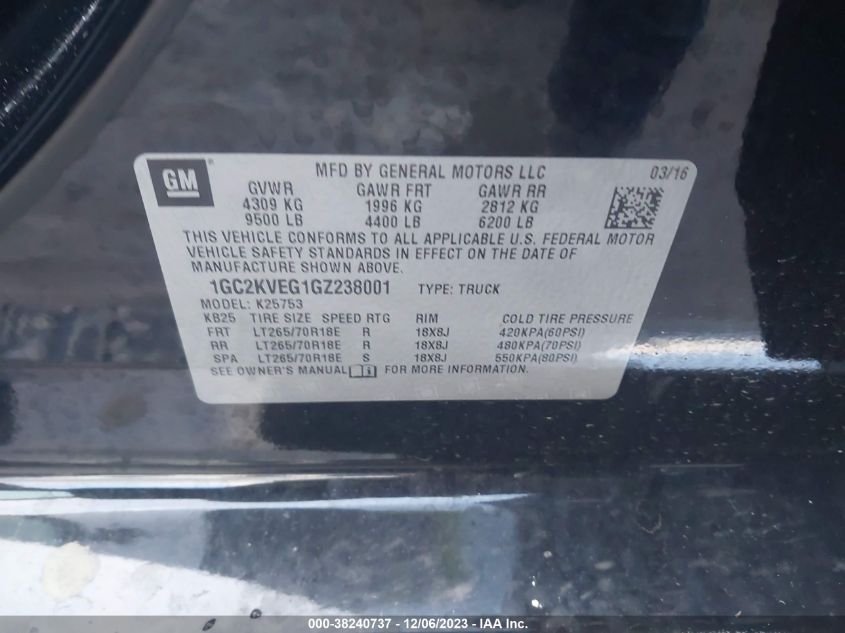 GM®
MFD BY GENERAL MOTORS LLC 03/16
GVWR GAWR FRT GAWR RR
4309 KG 1996 KG 2812 KG
9500 LB 4400 LB 6200 LB
THIS VEHICLE CONFORMS TO ALL APPLICABLE U.S. FEDERAL MOTOR
VEHICLE SAFETY STANDARDS IN EFFECT ON THE DATE OF
MANUFACTURE SHOWN ABOVE.
1GC2KVEG1GZ238001 TYPE: TRUCK
MODEL: K25753
K825 TIRE SIZE SPEED RTG RIM COLD TIRE PRESSURE
FRT LT265/70R18E R 18X8J 420KPA(60PSI)
RR LT265/70R18E R 18X8J 480KPA(70PSI)
SPA LT265/70R18E S 18X8J 550KPA(80PSI)
SEE OWNER'S MANUAL FOR MORE INFORMATION.
000-38240737 - 12/06/2023 - IAA Inc.